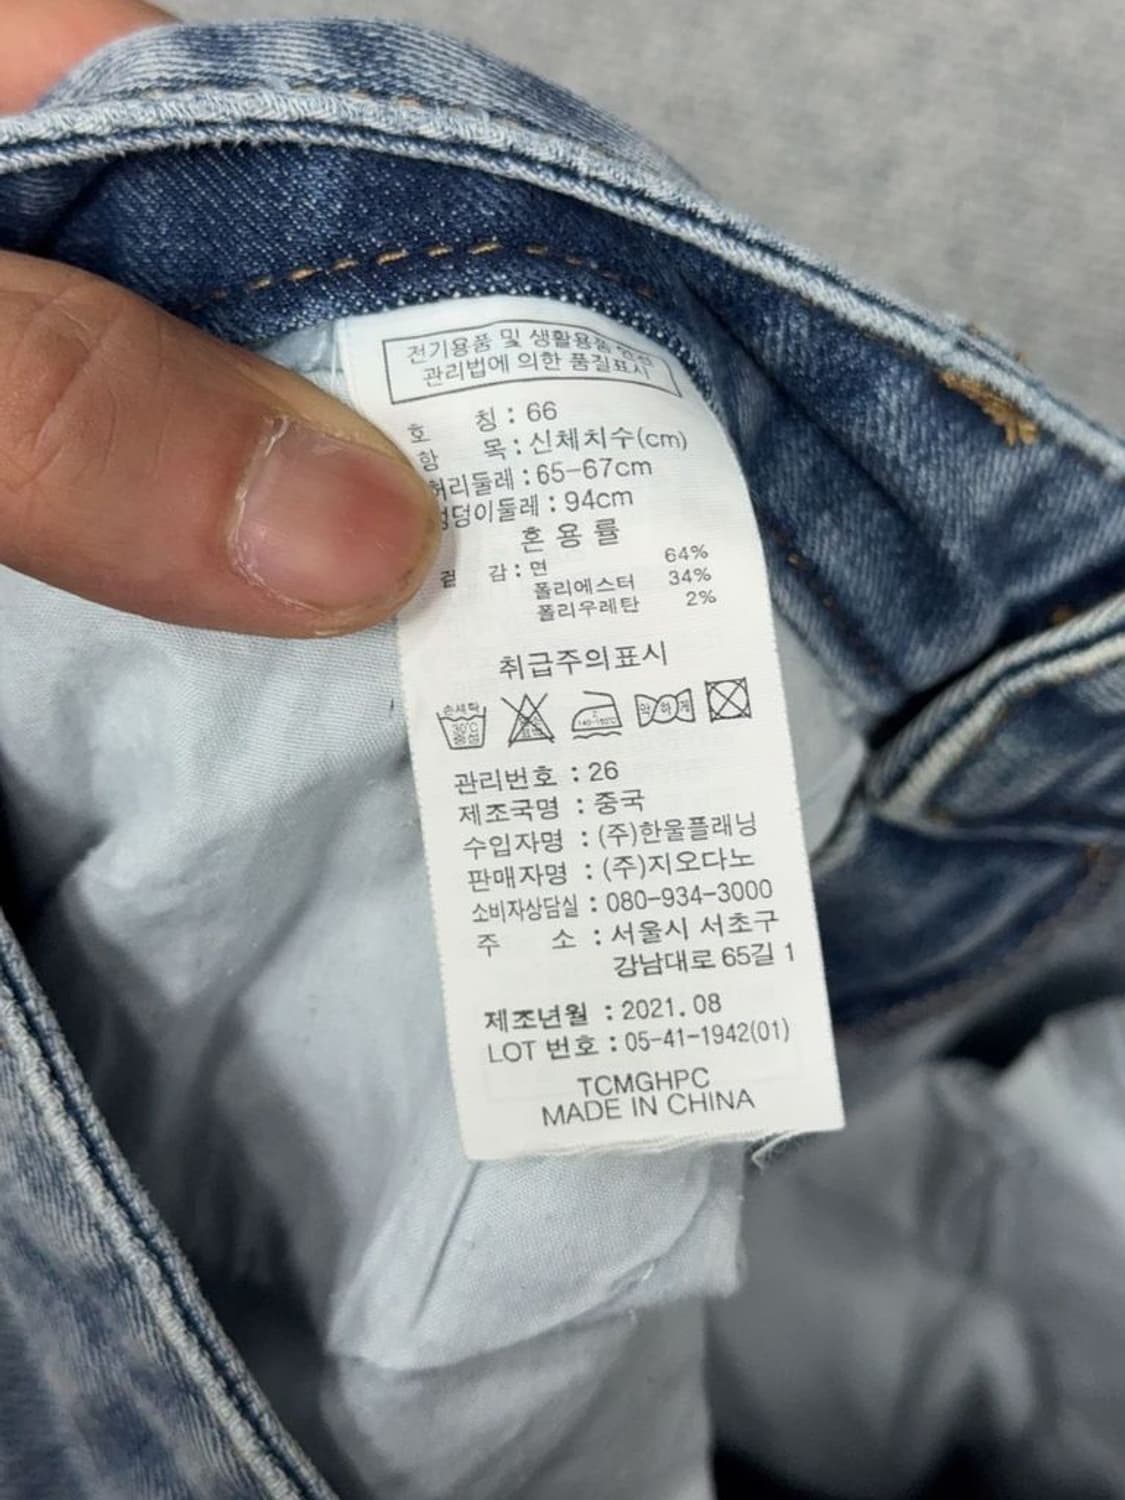 전기용품 및 생활용품 안전
관리법에 의한 품질표시
호 칭 : 66
항 목 : 신체치수(cm)
허리둘레 : 65-67cm
엉덩이둘레 : 94cm
혼 용 률
겉 감 : 면 64%
폴리에스터 34%
폴리우레탄 2%
취급주의표시
손세탁
30℃
중성
약하게
관리번호 : 26
제조국명 : 중국
수입자명 : (주)한울플래닝
판매자명 : (주)지오다노
소비자상담실 : 080-934-3000
주 소 : 서울시 서초구
강남대로 65길 1
제조년월 : 2021. 08
LOT 번호 : 05-41-1942(01)
TCMGHPC
MADE IN CHINA